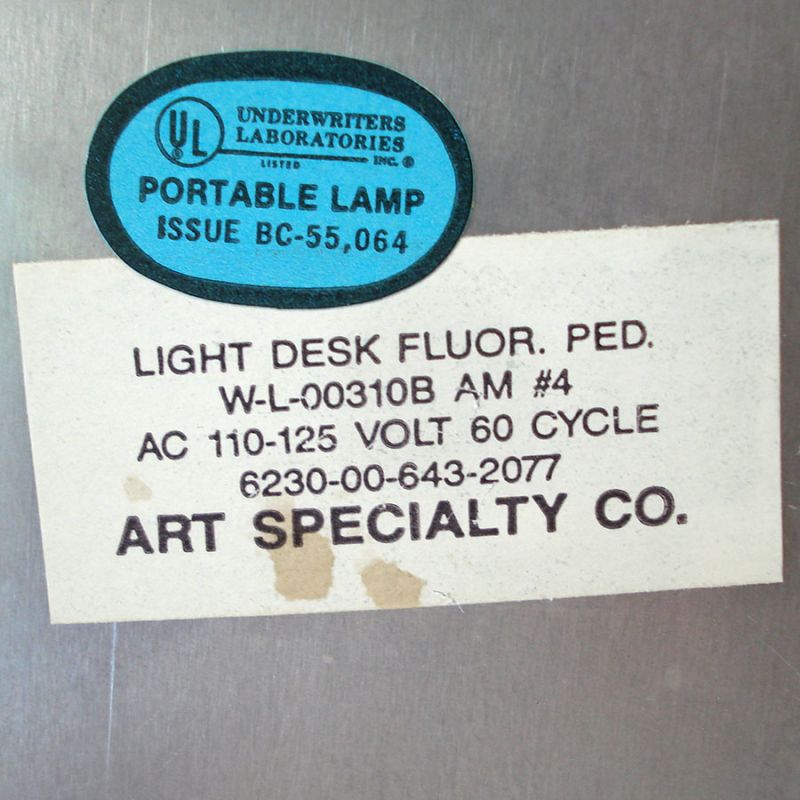 UL
UNDERWRITERS
LABORATORIES
LISTED INC. ®
PORTABLE LAMP
ISSUE BC-55,064
LIGHT DESK FLUOR. PED.
W-L-00310B AM #4
AC 110-125 VOLT 60 CYCLE
6230-00-643-2077
ART SPECIALTY CO.